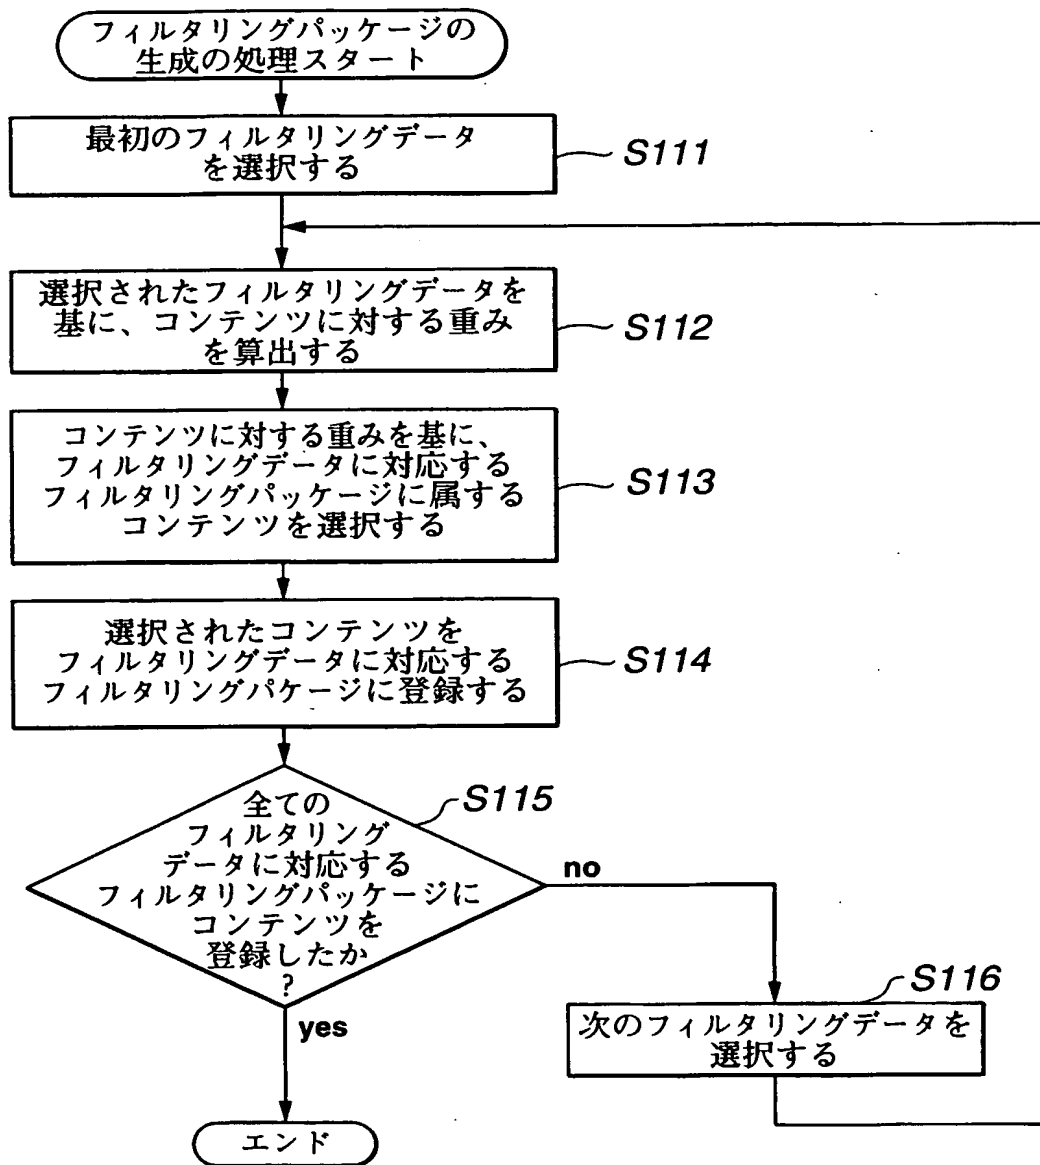 フィルタリングパッケージの
生成の処理スタート
最初のフィルタリングデータ
を選択する
S111
選択されたフィルタリングデータを
基に、コンテンツに対する重み
を算出する
S112
コンテンツに対する重みを基に、
フィルタリングデータに対応する
フィルタリングパッケージに属する
コンテンツを選択する
S113
選択されたコンテンツを
フィルタリングデータに対応する
フィルタリングパケージに登録する
S114
全ての
フィルタリング
データに対応する
フィルタリングパッケージに
コンテンツを
登録したか
?
S115
no
yes
S116
次のフィルタリングデータを
選択する
エンド